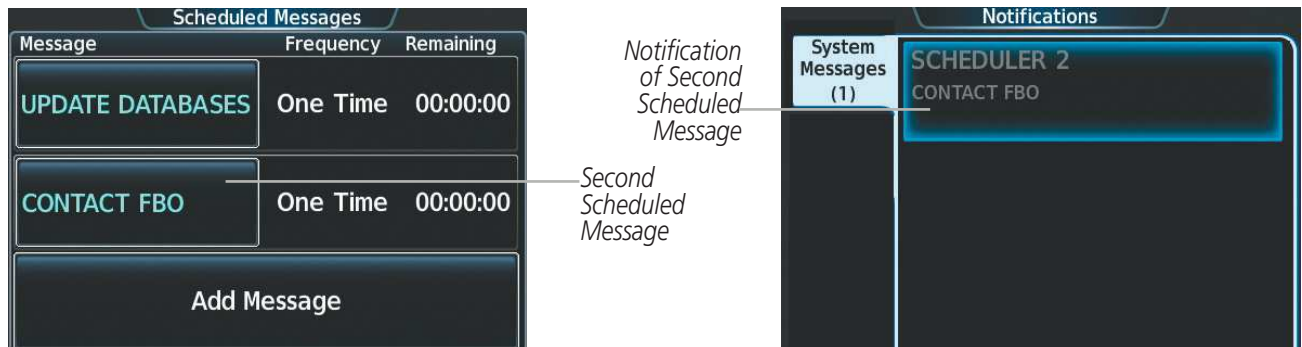 Scheduled Messages
Message Frequency Remaining
UPDATE DATABASES One Time 00:00:00
CONTACT FBO One Time 00:00:00
Add Message
Second
Scheduled
Message
Notification
of Second
Scheduled
Message
Notifications
System
Messages
(1)
SCHEDULER 2
CONTACT FBO